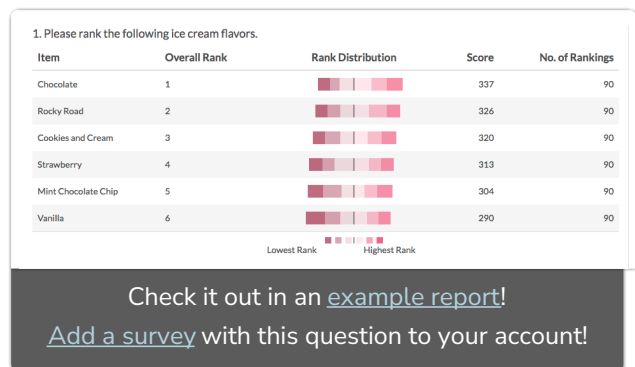 1. Please rank the following ice cream flavors.
Item Overall Rank Rank Distribution Score No. of Rankings
Chocolate 1 337 90
Rocky Road 2 326 90
Cookies and Cream 3 320 90
Strawberry 4 313 90
Mint Chocolate Chip 5 304 90
Vanilla 6 290 90
Lowest Rank Highest Rank
Check it out in an example report!
Add a survey with this question to your account!